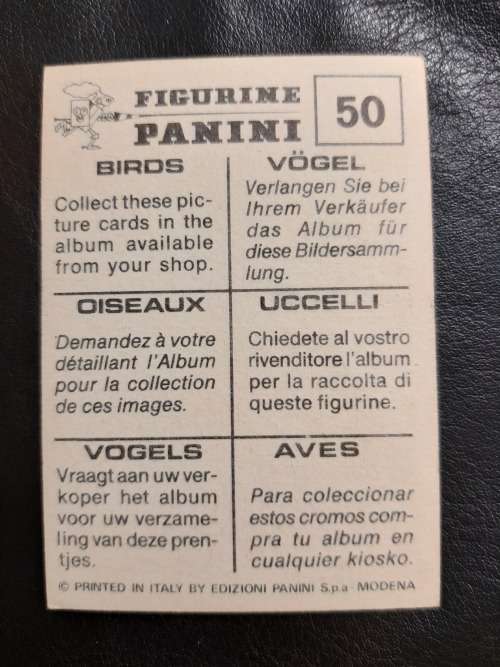 FIGURINE
PANINI
50
BIRDS
Collect these pic-
ture cards in the
album available
from your shop.
VÖGEL
Verlangen Sie bei
Ihrem Verkäufer
das Album für
diese Bildersamm-
lung.
OISEAUX
Demandez à votre
détaillant l'Album
pour la collection
de ces images.
UCCELLI
Chiedete al vostro
rivenditore l'album
per la raccolta di
queste figurine.
VOGELS
Vraagt aan uw ver-
koper het album
voor uw verzame-
ling van deze pren-
tjes.
AVES
Para coleccionar
estos cromos com-
pra tu album en
cualquier kiosko.
© PRINTED IN ITALY BY EDIZIONI PANINI S.p.a - MODENA